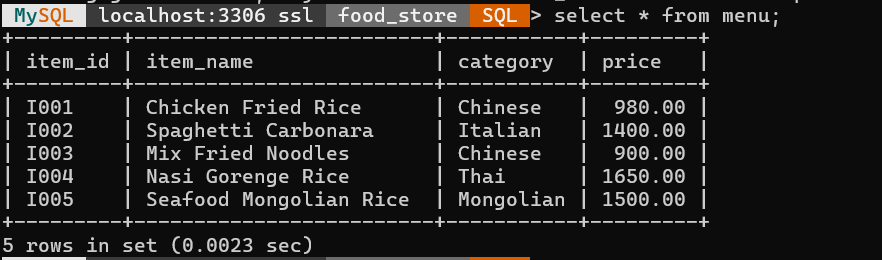 MySQL localhost:3306 ssl food_store SQL > select * from menu;
+---------+-----------------------+-----------+---------+
| item_id | item_name             | category  | price   |
+---------+-----------------------+-----------+---------+
| I001    | Chicken Fried Rice    | Chinese   |  980.00 |
| I002    | Spaghetti Carbonara   | Italian   | 1400.00 |
| I003    | Mix Fried Noodles     | Chinese   |  900.00 |
| I004    | Nasi Gorenge Rice     | Thai      | 1650.00 |
| I005    | Seafood Mongolian Rice | Mongolian | 1500.00 |
+---------+-----------------------+-----------+---------+
5 rows in set (0.0023 sec)